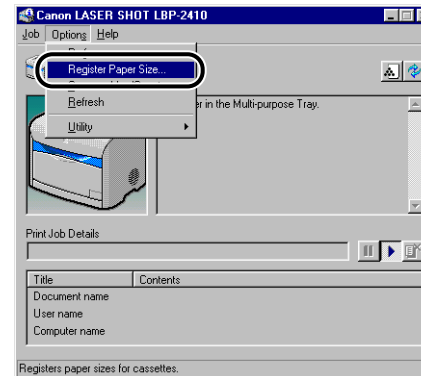 Canon LASER SHOT LBP-2410
Job Options Help
Register Paper Size...
Refresh
er in the Multi-purpose Tray.
Utility
Print Job Details
Title Contents
Document name
User name
Computer name
Registers paper sizes for cassettes.